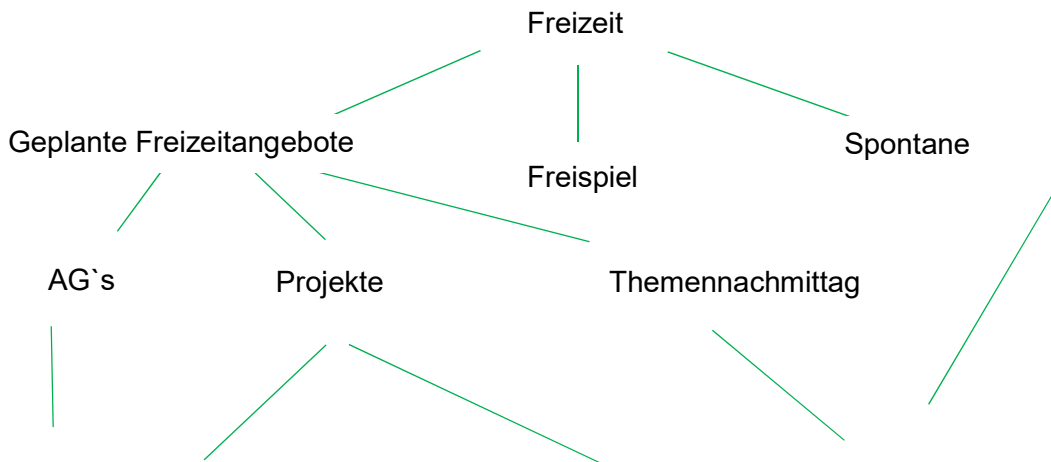 Freizeit
Geplante Freizeitangebote
Spontane
Freispiel
AG`s
Projekte
Themennachmittag